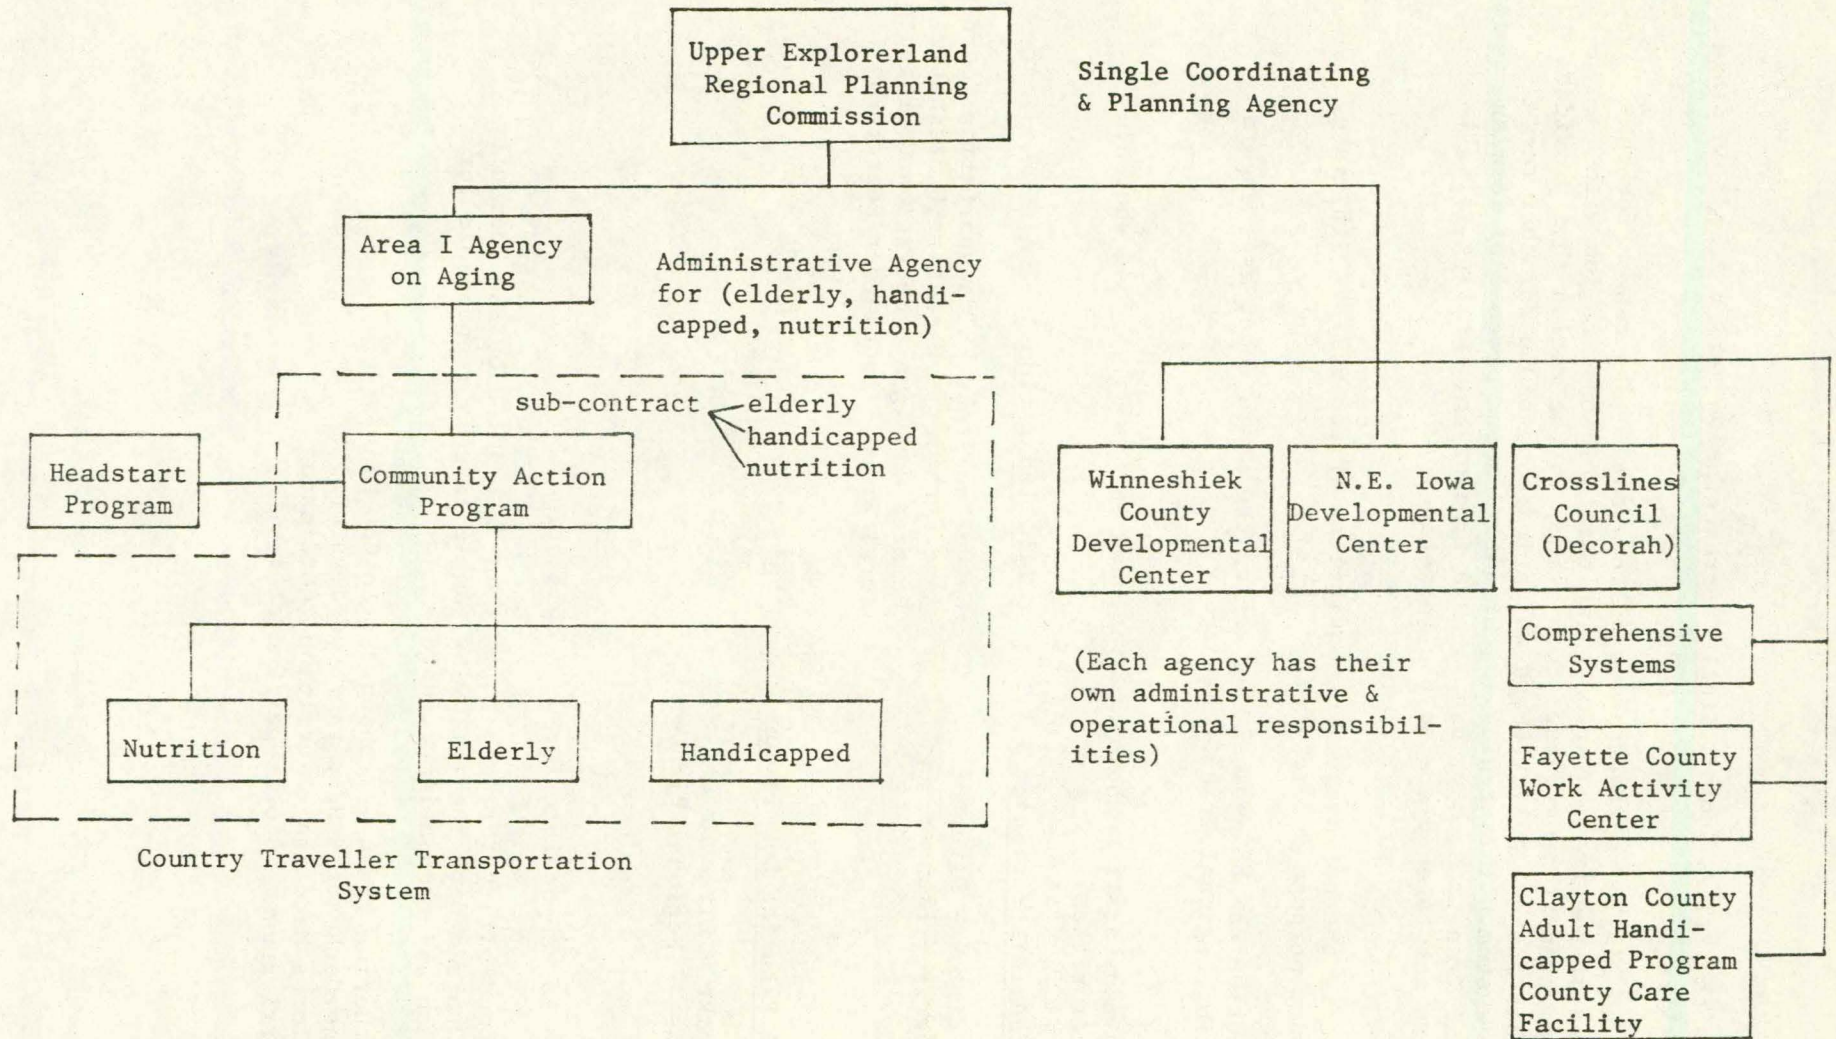 Upper Explorerland
Regional Planning
Commission
Single Coordinating
& Planning Agency
Area I Agency
on Aging
Administrative Agency
for (elderly, handi-
capped, nutrition)
sub-contract elderly
handicapped
nutrition
Headstart
Program
Community Action
Program
Nutrition
Elderly
Handicapped
Country Traveller Transportation
System
Winneshiek
County
Developmental
Center
N.E. Iowa
Developmental
Center
Crosslines
Council
(Decorah)
(Each agency has their
own administrative &
operational responsibil-
ities)
Comprehensive
Systems
Fayette County
Work Activity
Center
Clayton County
Adult Handi-
capped Program
County Care
Facility